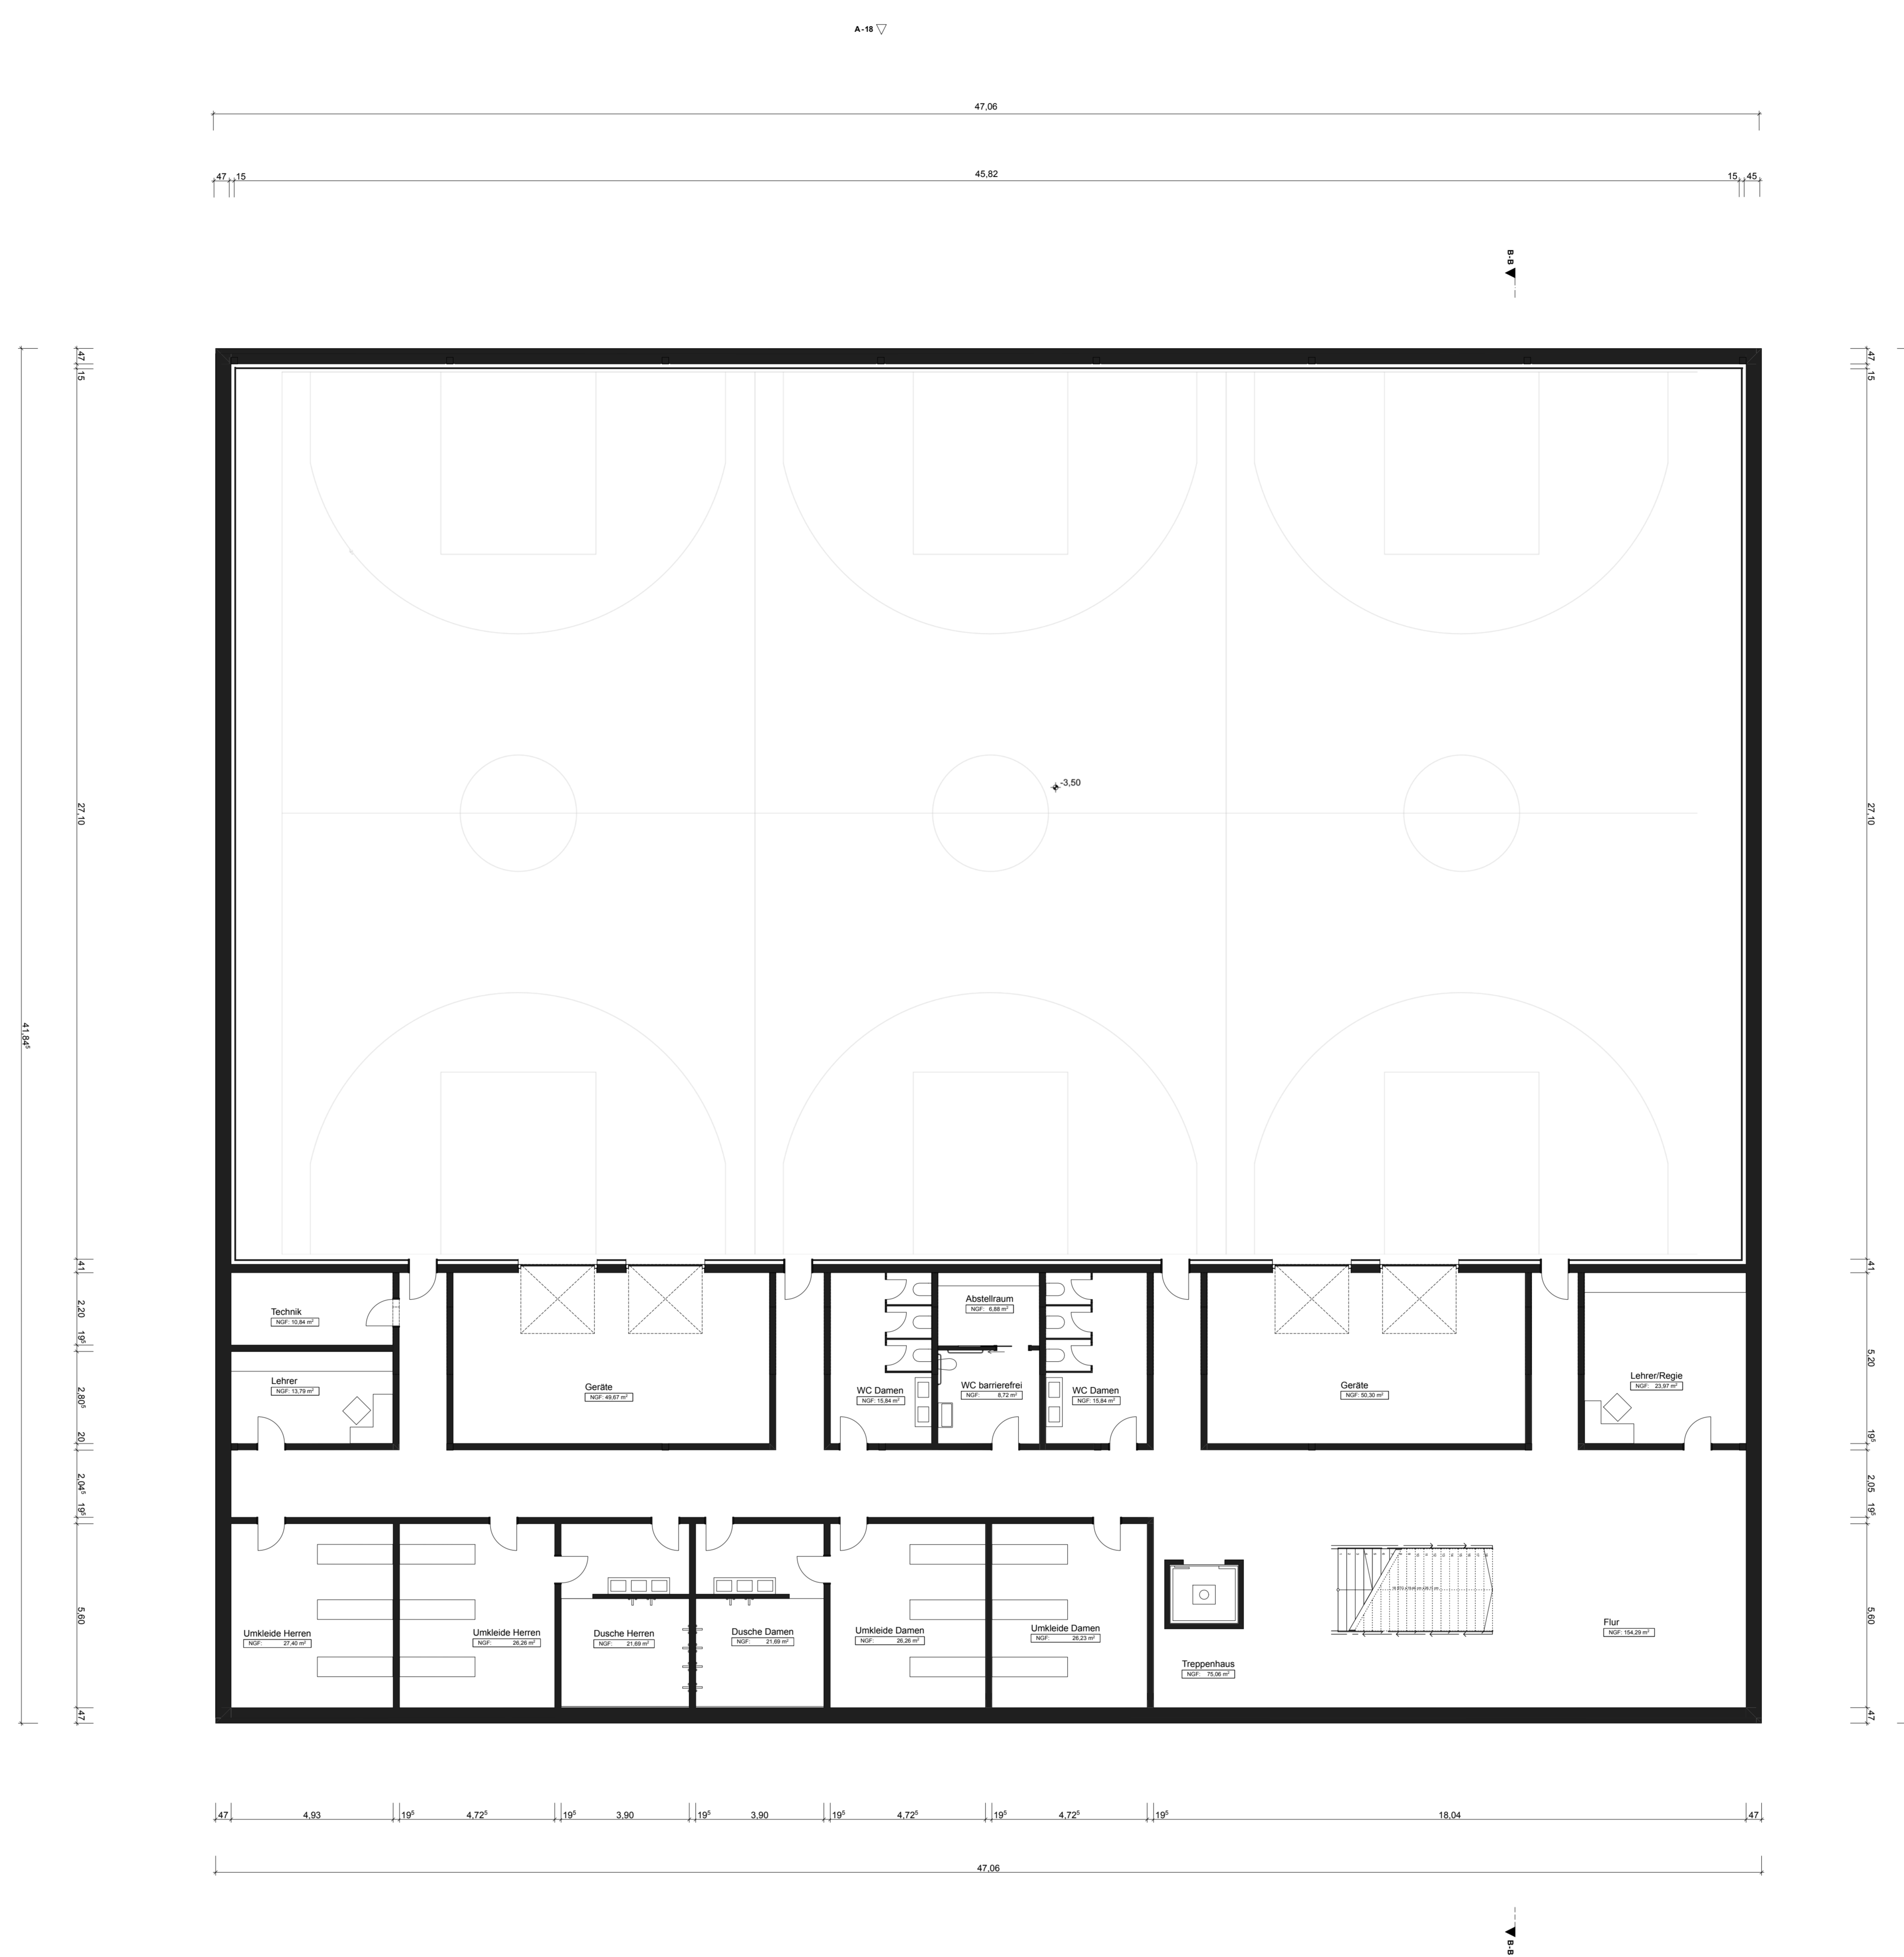 A-18
47,06
47 15 45,82 15 45
B-B
47
15
27,10
41
2,20
19⁵
2,80⁵
20
2,04⁵
19⁵
5,60
47
41,84⁵
47
15
27,10
41
5,20
19⁵
2,05
19⁵
5,60
47
-3,50
Technik
NGF: 10,84 m²
Lehrer
NGF: 13,79 m²
Geräte
NGF: 49,67 m²
WC Damen
NGF: 15,84 m²
Abstellraum
NGF: 6,88 m²
WC barrierefrei
NGF: 8,72 m²
WC Damen
NGF: 15,84 m²
Geräte
NGF: 50,30 m²
Lehrer/Regie
NGF: 23,97 m²
Umkleide Herren
NGF: 27,40 m²
Umkleide Herren
NGF: 26,26 m²
Dusche Herren
NGF: 21,69 m²
Dusche Damen
NGF: 21,69 m²
Umkleide Damen
NGF: 26,26 m²
Umkleide Damen
NGF: 26,23 m²
Treppenhaus
NGF: 75,06 m²
Flur
NGF: 154,29 m²
47 4,93 19⁵ 4,72⁵ 19⁵ 3,90 19⁵ 3,90 19⁵ 4,72⁵ 19⁵ 4,72⁵ 19⁵ 18,04 47
47,06
B-B